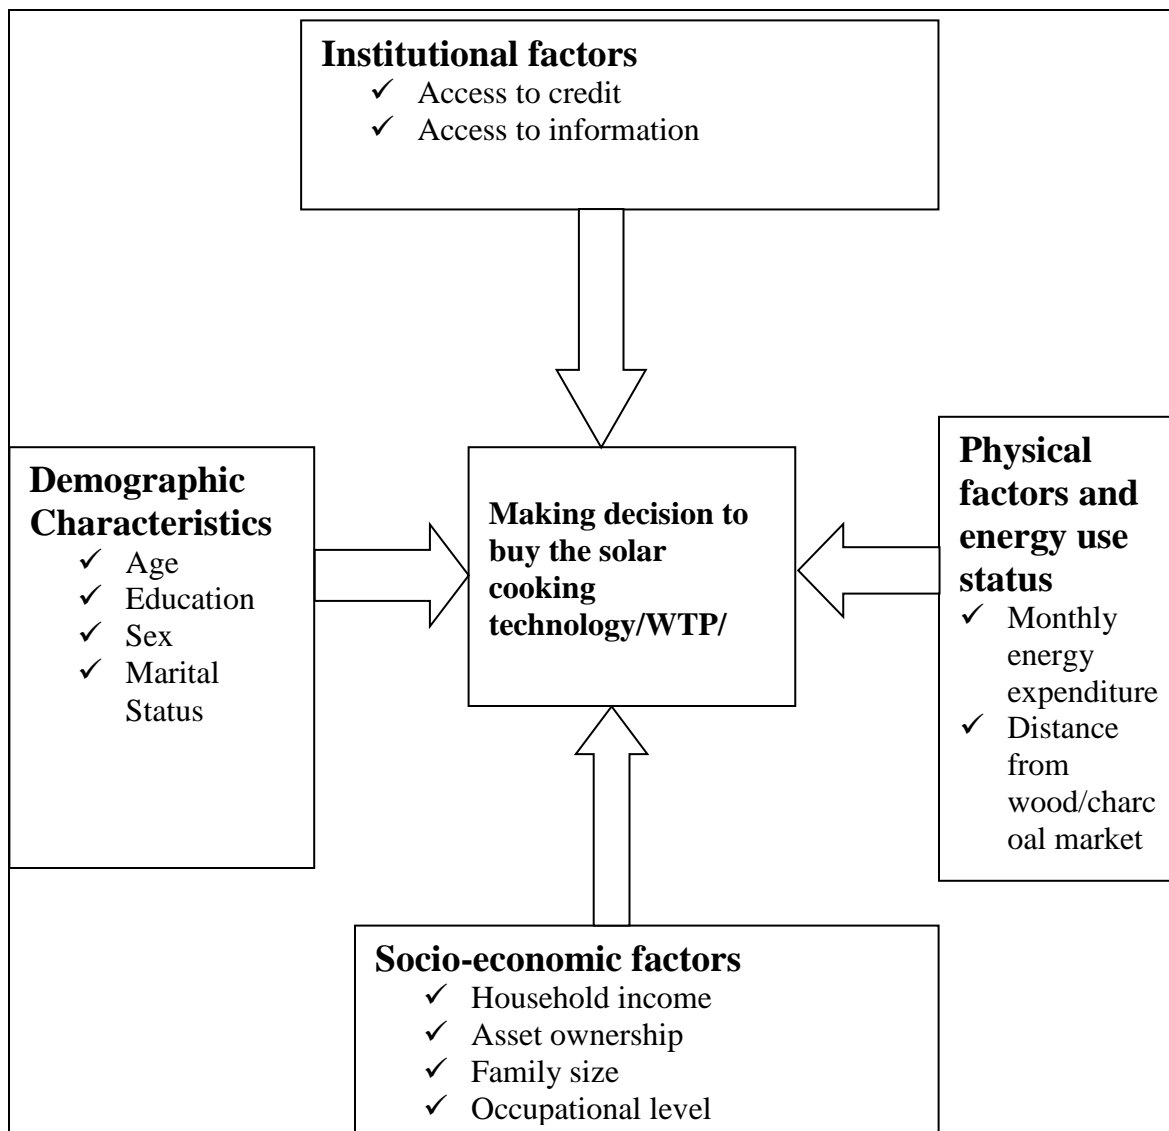 Institutional factors
✓ Access to credit
✓ Access to information
Demographic
Characteristics
✓ Age
✓ Education
✓ Sex
✓ Marital
Status
Making decision to
buy the solar
cooking
technology/WTP/
Physical
factors and
energy use
status
✓ Monthly
energy
expenditure
✓ Distance
from
wood/charc
oal market
Socio-economic factors
✓ Household income
✓ Asset ownership
✓ Family size
✓ Occupational level